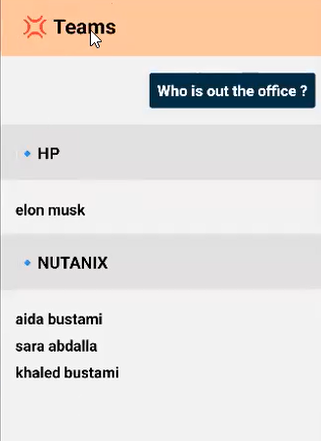 Teams
Who is out the office ?
HP
elon musk
NUTANIX
aida bustami
sara abdalla
khaled bustami